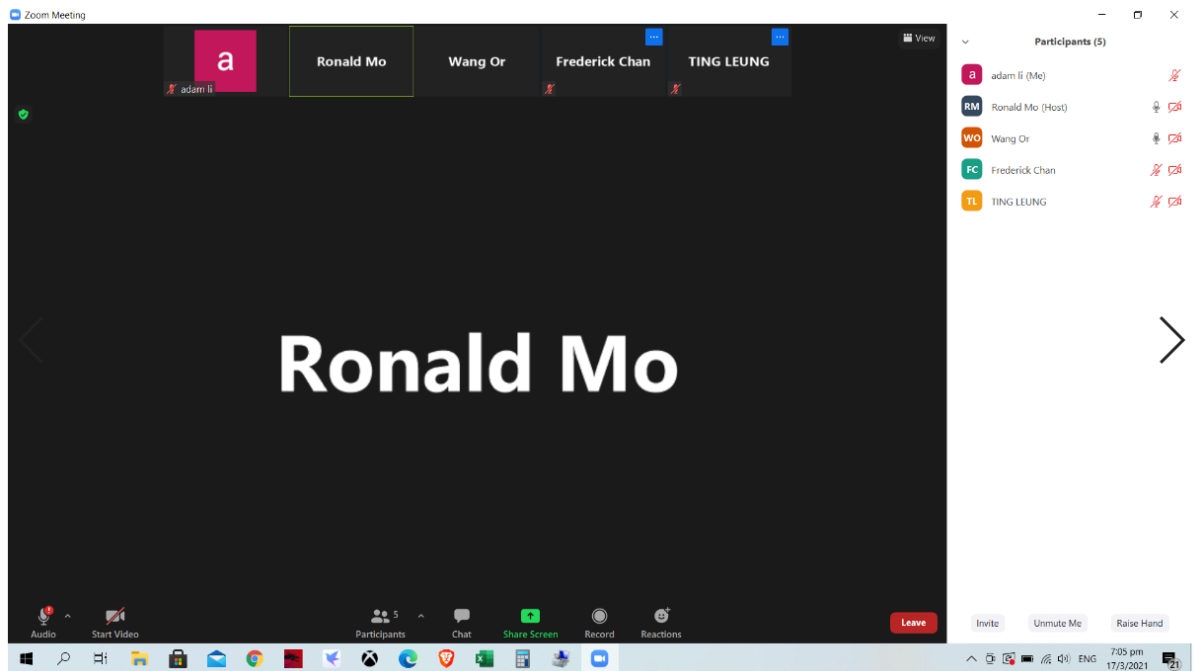 Zoom Meeting
a
adam li
Ronald Mo
Wang Or
Frederick Chan
TING LEUNG
View
Ronald Mo
Participants (5)
a adam li (Me)
RM Ronald Mo (Host)
WO Wang Or
FC Frederick Chan
TL TING LEUNG
Audio
Start Video
Participants 5
Chat
Share Screen
Record
Reactions
Leave
Invite
Unmute Me
Raise Hand
ENG
7:05 pm
17/3/2021
21